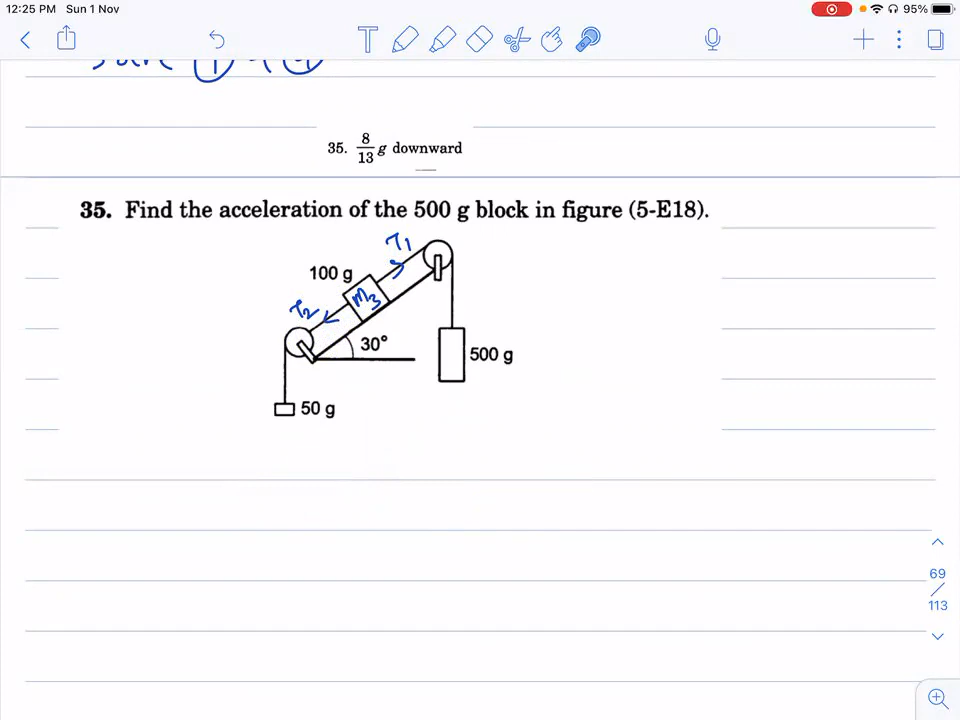 12:25 PM Sun 1 Nov
95%
T
35. 8/13 g downward
35. Find the acceleration of the 500 g block in figure (5-E18).
T1
100 g
m3
T2
30°
500 g
50 g
69
/
113